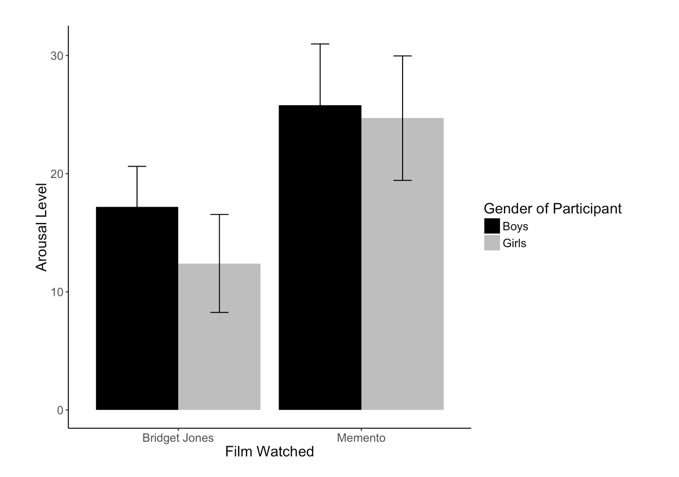 30
20
10
0
Arousal Level
Bridget Jones
Memento
Film Watched
Gender of Participant
Boys
Girls